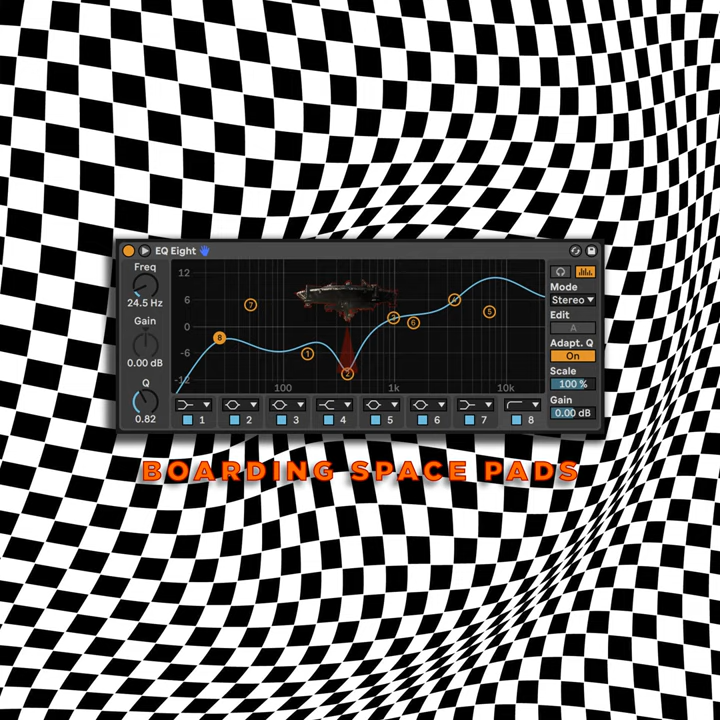 EQ Eight
Freq
24.5 Hz
Gain
0.00 dB
Q
0.82
12
6
0
-6
-12
100
1k
10k
8
7
1
2
6
5
Mode
Stereo
Edit
A
Adapt. Q
On
Scale
100 %
Gain
0.00 dB
1 2 3 4 5 6 7 8
BOARDING SPACE PADS